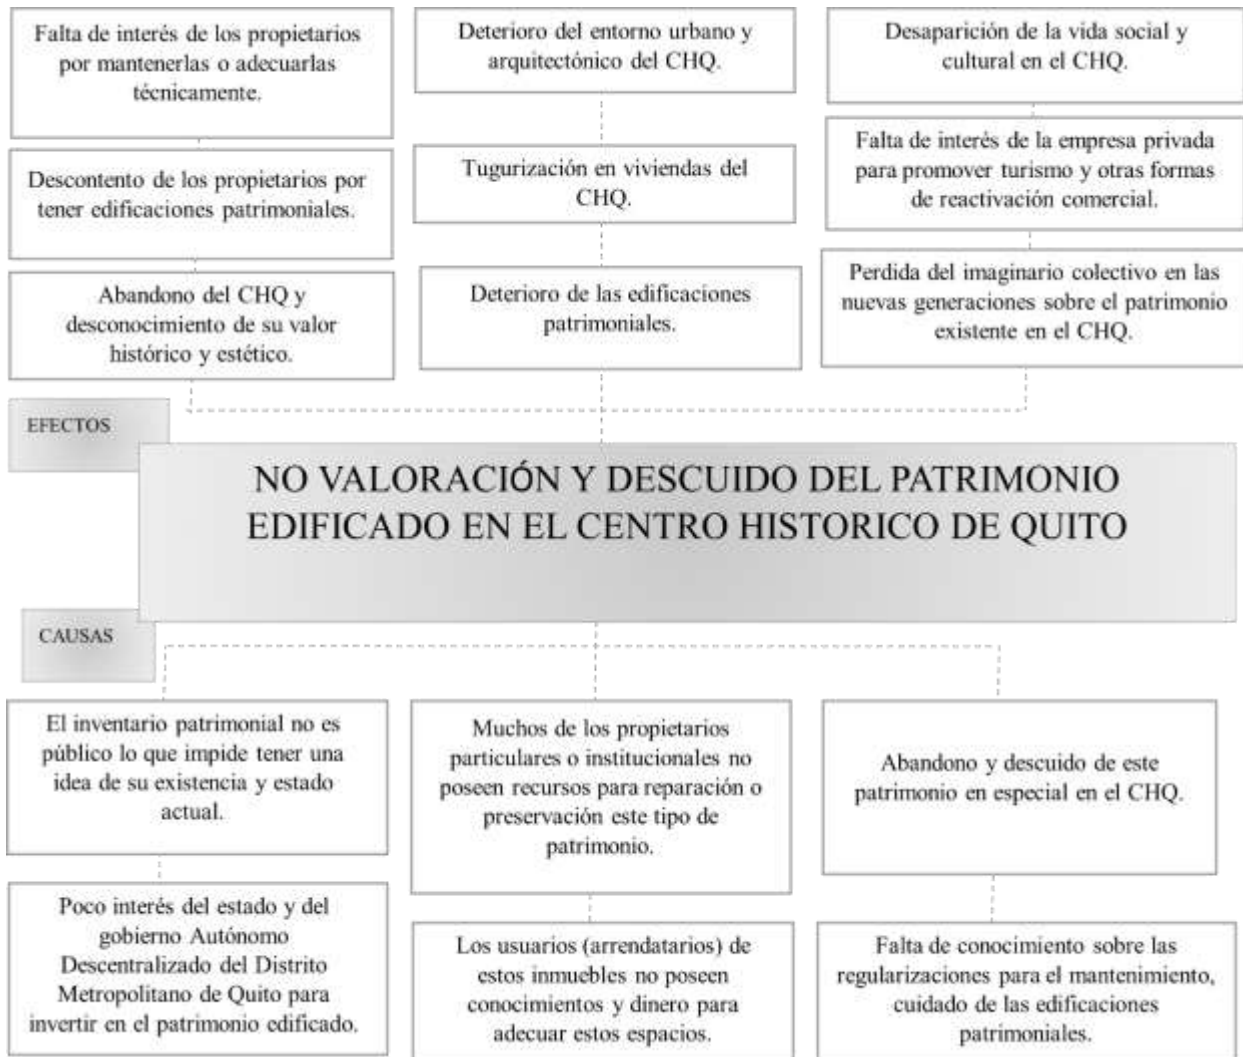 Falta de interés de los propietarios
por mantenerlas o adecuarlas
técnicamente.
Deterioro del entorno urbano y
arquitectónico del CHQ.
Desaparición de la vida social y
cultural en el CHQ.
Descontento de los propietarios por
tener edificaciones patrimoniales.
Tugurización en viviendas del
CHQ.
Falta de interés de la empresa privada
para promover turismo y otras formas
de reactivación comercial.
Abandono del CHQ y
desconocimiento de su valor
histórico y estético.
Deterioro de las edificaciones
patrimoniales.
Perdida del imaginario colectivo en las
nuevas generaciones sobre el patrimonio
existente en el CHQ.
EFECTOS
NO VALORACIÓN Y DESCUIDO DEL PATRIMONIO
EDIFICADO EN EL CENTRO HISTORICO DE QUITO
CAUSAS
El inventario patrimonial no es
público lo que impide tener una
idea de su existencia y estado
actual.
Muchos de los propietarios
particulares o institucionales no
poseen recursos para reparación o
preservación este tipo de
patrimonio.
Abandono y descuido de este
patrimonio en especial en el CHQ.
Poco interés del estado y del
gobierno Autónomo
Descentralizado del Distrito
Metropolitano de Quito para
invertir en el patrimonio edificado.
Los usuarios (arrendatarios) de
estos inmuebles no poseen
conocimientos y dinero para
adecuar estos espacios.
Falta de conocimiento sobre las
regularizaciones para el mantenimiento,
cuidado de las edificaciones
patrimoniales.